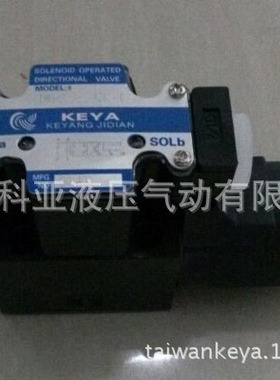 SOLENOID OPERATED
DIRECTIONAL VALVE
MODEL:
KEYA
KEYANG JIDIAN
a
SOLb
MFG
科亚液压气动有限
taiwankeya.1